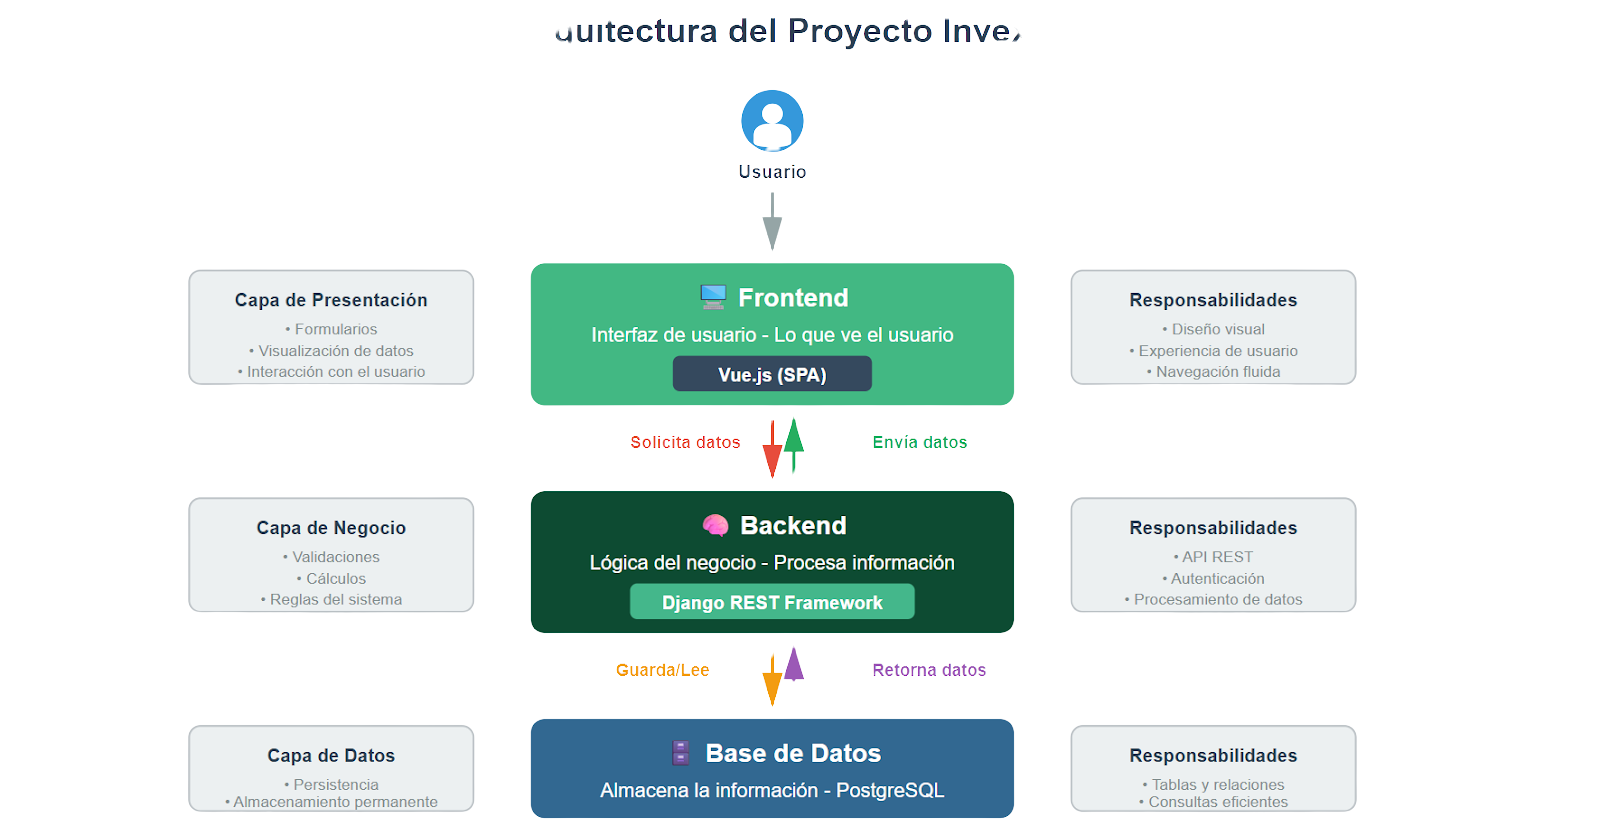 del Proyecto
Usuario
Capa de Presentación
• Formularios
• Visualización de datos
• Interacción con el usuario
Frontend
Interfaz de usuario - Lo que ve el usuario
Vue.js (SPA)
Responsabilidades
• Diseño visual
• Experiencia de usuario
• Navegación fluida
Solicita datos
Envía datos
Capa de Negocio
• Validaciones
• Cálculos
• Reglas del sistema
Backend
Lógica del negocio - Procesa información
Django REST Framework
Responsabilidades
• API REST
• Autenticación
• Procesamiento de datos
Guarda/Lee
Retorna datos
Capa de Datos
• Persistencia
• Almacenamiento permanente
Base de Datos
Almacena la información - PostgreSQL
Responsabilidades
• Tablas y relaciones
• Consultas eficientes